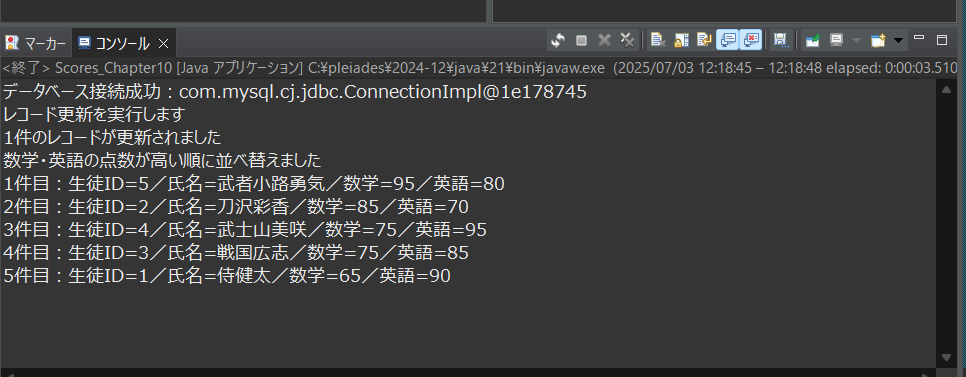 マーカー コンソール
<終了> Scores_Chapter10 [Java アプリケーション] C:¥pleiades¥2024-12¥java¥21¥bin¥javaw.exe (2025/07/03 12:18:45 – 12:18:48 elapsed: 0:00:03.510
データベース接続成功：com.mysql.cj.jdbc.ConnectionImpl@1e178745
レコード更新を実行します
1件のレコードが更新されました
数学・英語の点数が高い順に並べ替えました
1件目：生徒ID=5／氏名=武者小路勇気／数学=95／英語=80
2件目：生徒ID=2／氏名=刀沢彩香／数学=85／英語=70
3件目：生徒ID=4／氏名=武士山美咲／数学=75／英語=95
4件目：生徒ID=3／氏名=戦国広志／数学=75／英語=85
5件目：生徒ID=1／氏名=侍健太／数学=65／英語=90